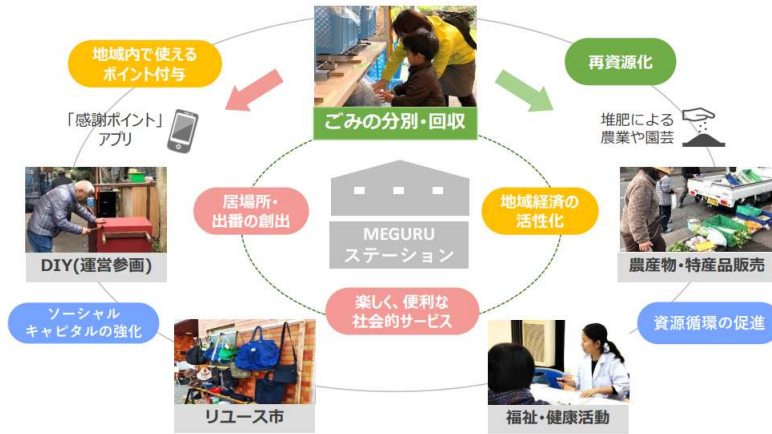 地域内で使える
ポイント付与
再資源化
「感謝ポイント」
アプリ
ごみの分別・回収
堆肥による
農業や園芸
居場所・
出番の創出
地域経済の
活性化
MEGURU
ステーション
DIY(運営参画)
農産物・特産品販売
楽しく、便利な
社会的サービス
ソーシャル
キャピタルの強化
資源循環の促進
リユース市
福祉・健康活動